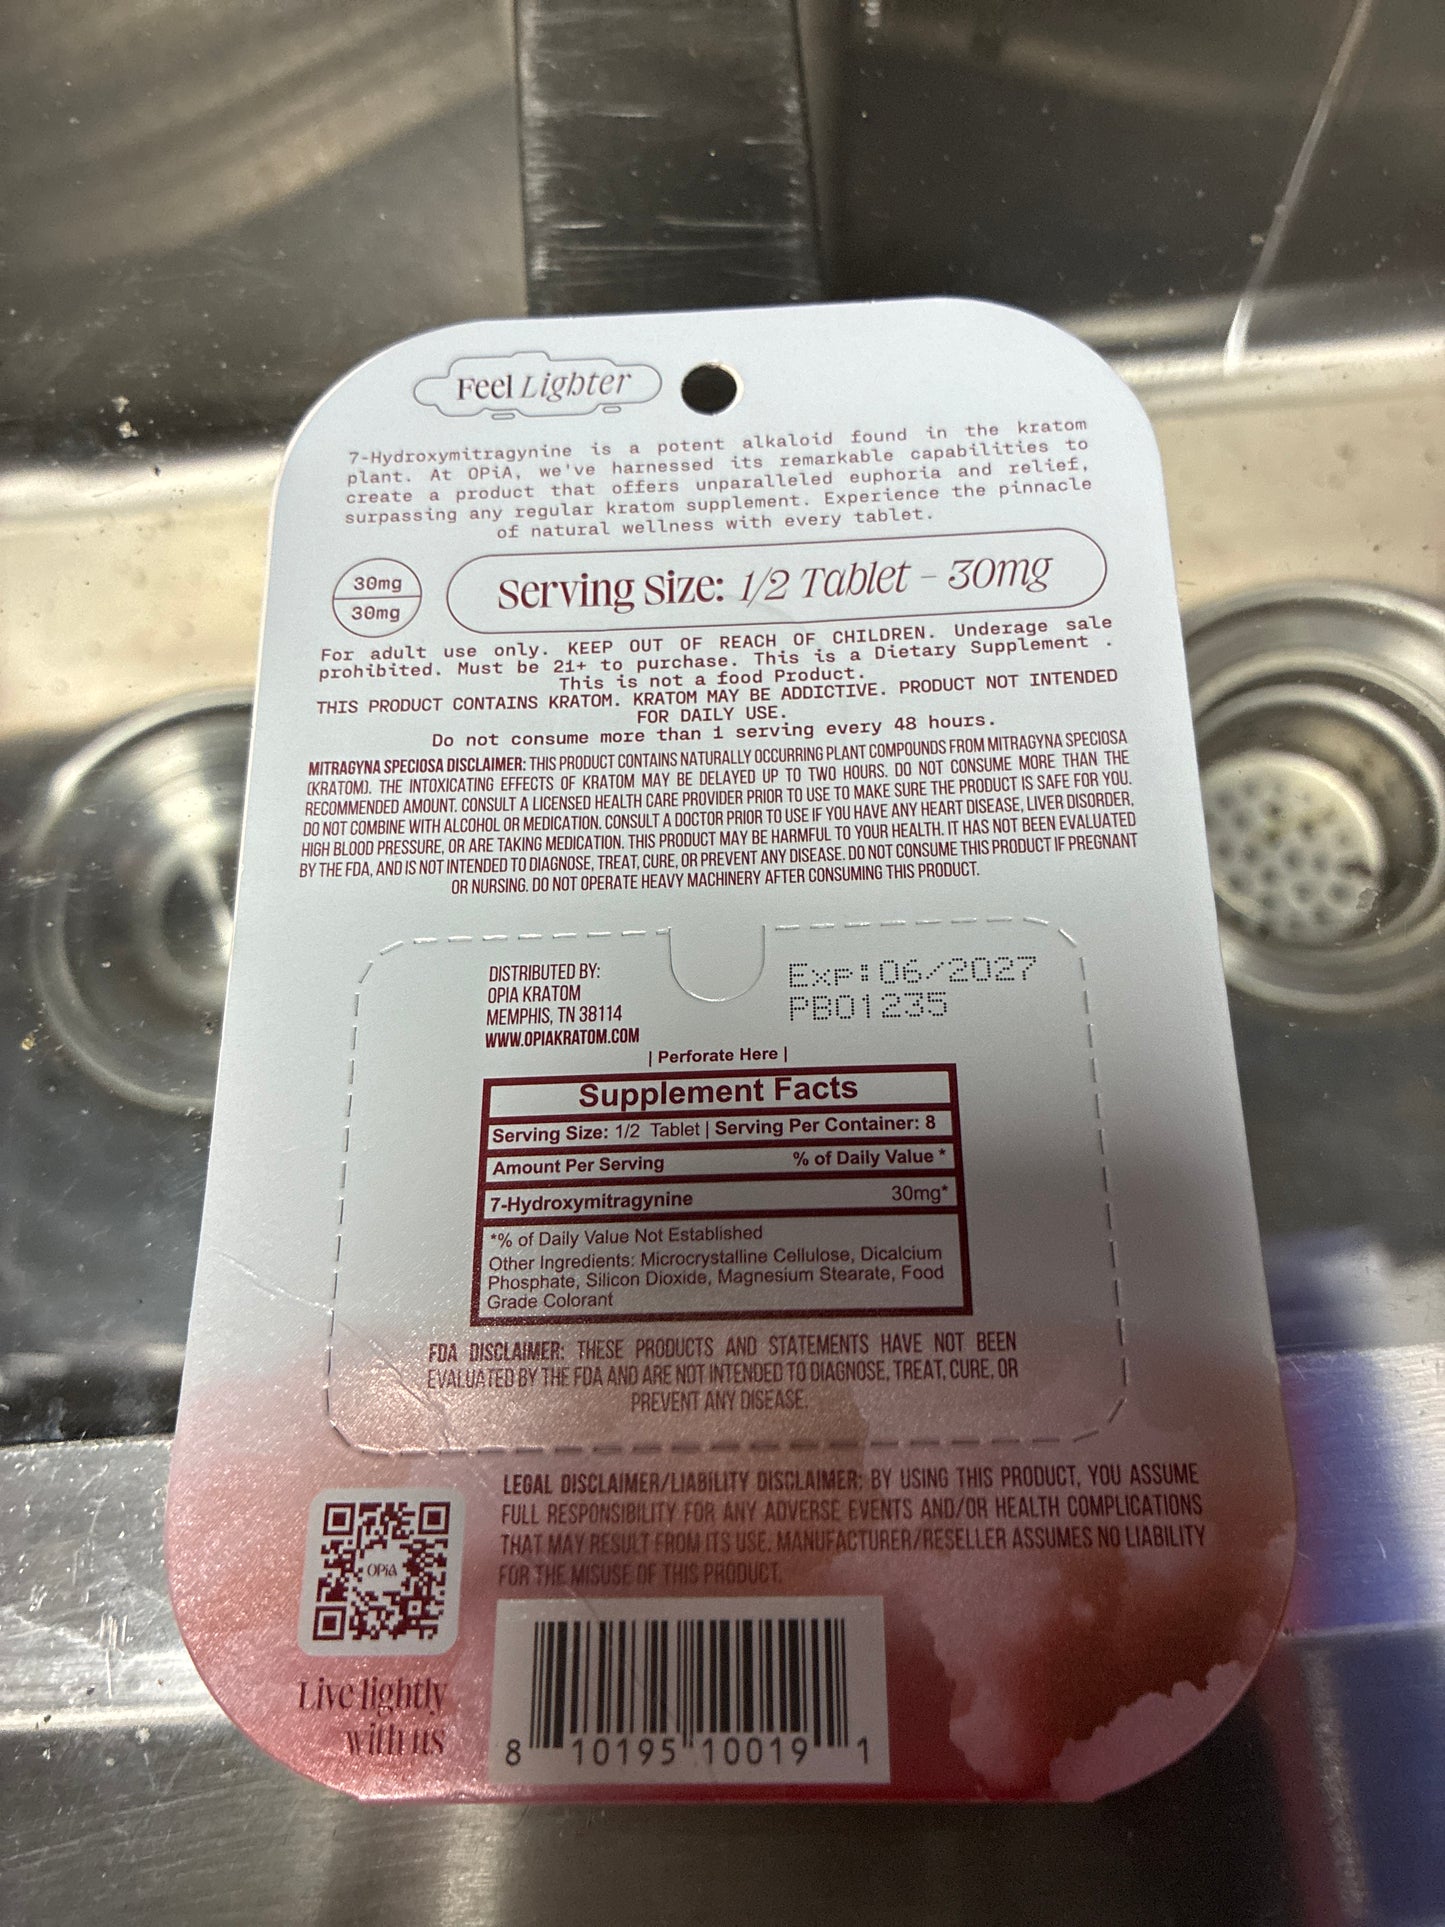 Feel Lighter
7-Hydroxymitragynine is a potent alkaloid found in the kratom
plant. At OPiA, we've harnessed its remarkable capabilities to
create a product that offers unparalleled euphoria and relief,
surpassing any regular kratom supplement. Experience the pinnacle
of natural wellness with every tablet.
30mg
30mg
Serving Size: 1/2 Tablet - 30mg
For adult use only. KEEP OUT OF REACH OF CHILDREN. Underage sale
prohibited. Must be 21+ to purchase. This is a Dietary Supplement .
This is not a food Product.
THIS PRODUCT CONTAINS KRATOM. KRATOM MAY BE ADDICTIVE. PRODUCT NOT INTENDED
FOR DAILY USE.
Do not consume more than 1 serving every 48 hours.
MITRAGYNA SPECIOSA DISCLAIMER: THIS PRODUCT CONTAINS NATURALLY OCCURRING PLANT COMPOUNDS FROM MITRAGYNA SPECIOSA
(KRATOM). THE INTOXICATING EFFECTS OF KRATOM MAY BE DELAYED UP TO TWO HOURS. DO NOT CONSUME MORE THAN THE
RECOMMENDED AMOUNT. CONSULT A LICENSED HEALTH CARE PROVIDER PRIOR TO USE TO MAKE SURE THE PRODUCT IS SAFE FOR YOU.
DO NOT COMBINE WITH ALCOHOL OR MEDICATION. CONSULT A DOCTOR PRIOR TO USE IF YOU HAVE ANY HEART DISEASE, LIVER DISORDER,
HIGH BLOOD PRESSURE, OR ARE TAKING MEDICATION. THIS PRODUCT MAY BE HARMFUL TO YOUR HEALTH. IT HAS NOT BEEN EVALUATED
BY THE FDA, AND IS NOT INTENDED TO DIAGNOSE, TREAT, CURE, OR PREVENT ANY DISEASE. DO NOT CONSUME THIS PRODUCT IF PREGNANT
OR NURSING. DO NOT OPERATE HEAVY MACHINERY AFTER CONSUMING THIS PRODUCT.
DISTRIBUTED BY:
OPIA KRATOM
MEMPHIS, TN 38114
WWW.OPIAKRATOM.COM
Exp:06/2027
PB01235
| Perforate Here |
Supplement Facts
Serving Size: 1/2 Tablet | Serving Per Container: 8
Amount Per Serving % of Daily Value *
7-Hydroxymitragynine 30mg*
*% of Daily Value Not Established
Other Ingredients: Microcrystalline Cellulose, Dicalcium
Phosphate, Silicon Dioxide, Magnesium Stearate, Food
Grade Colorant
FDA DISCLAIMER: THESE PRODUCTS AND STATEMENTS HAVE NOT BEEN
EVALUATED BY THE FDA AND ARE NOT INTENDED TO DIAGNOSE, TREAT, CURE, OR
PREVENT ANY DISEASE.
LEGAL DISCLAIMER/LIABILITY DISCLAIMER: BY USING THIS PRODUCT, YOU ASSUME
FULL RESPONSIBILITY FOR ANY ADVERSE EVENTS AND/OR HEALTH COMPLICATIONS
THAT MAY RESULT FROM ITS USE. MANUFACTURER/RESELLER ASSUMES NO LIABILITY
FOR THE MISUSE OF THIS PRODUCT.
OPiA
Live lightly
with us
8 10195 10019 1